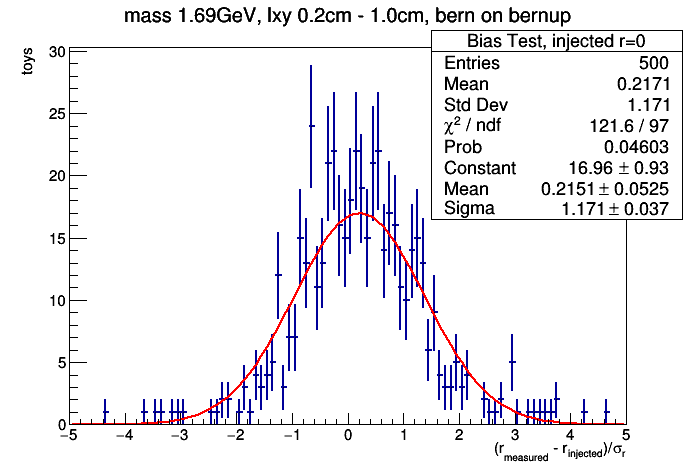 mass 1.69GeV, lxy 0.2cm - 1.0cm, bern on bernup
Bias Test, injected r=0
Entries 500
Mean 0.2171
Std Dev 1.171
χ² / ndf 121.6 / 97
Prob 0.04603
Constant 16.96 ± 0.93
Mean 0.2151 ± 0.0525
Sigma 1.171 ± 0.037
toys
30
25
20
15
10
5
0
−5 −4 −3 −2 −1 0 1 2 3 4 5
(r_measured - r_injected)/σ_r